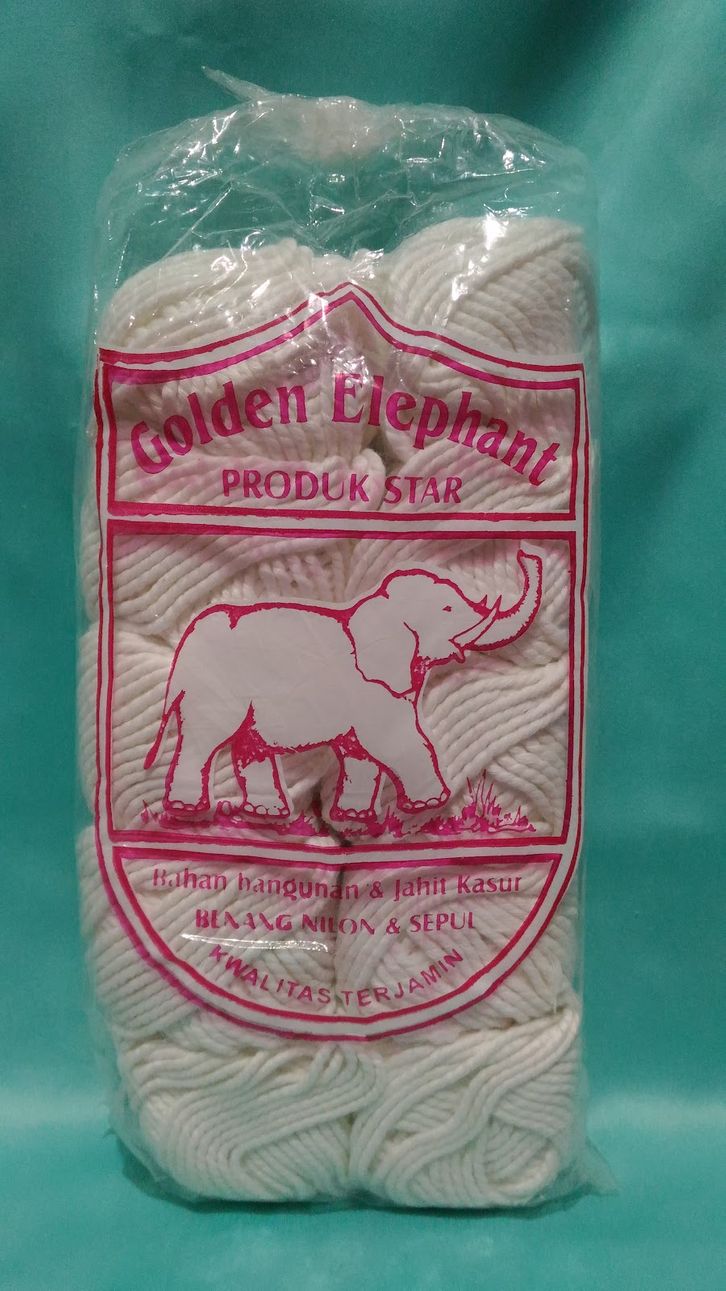 Golden Elephant
PRODUK STAR
Bahan bangunan & Jahit Kasur
BENANG NILON & SEPUL
KWALITAS TERJAMIN